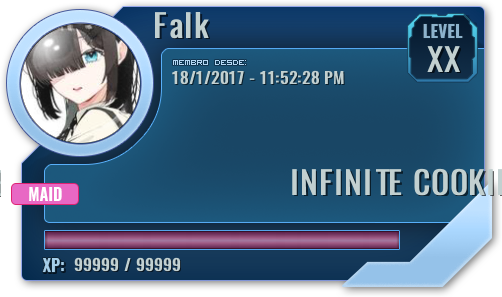 Falk
LEVEL
XX
MEMBRO DESDE:
18/1/2017 - 11:52:28 PM
INFINITE COOKI
MAID
XP: 99999 / 99999